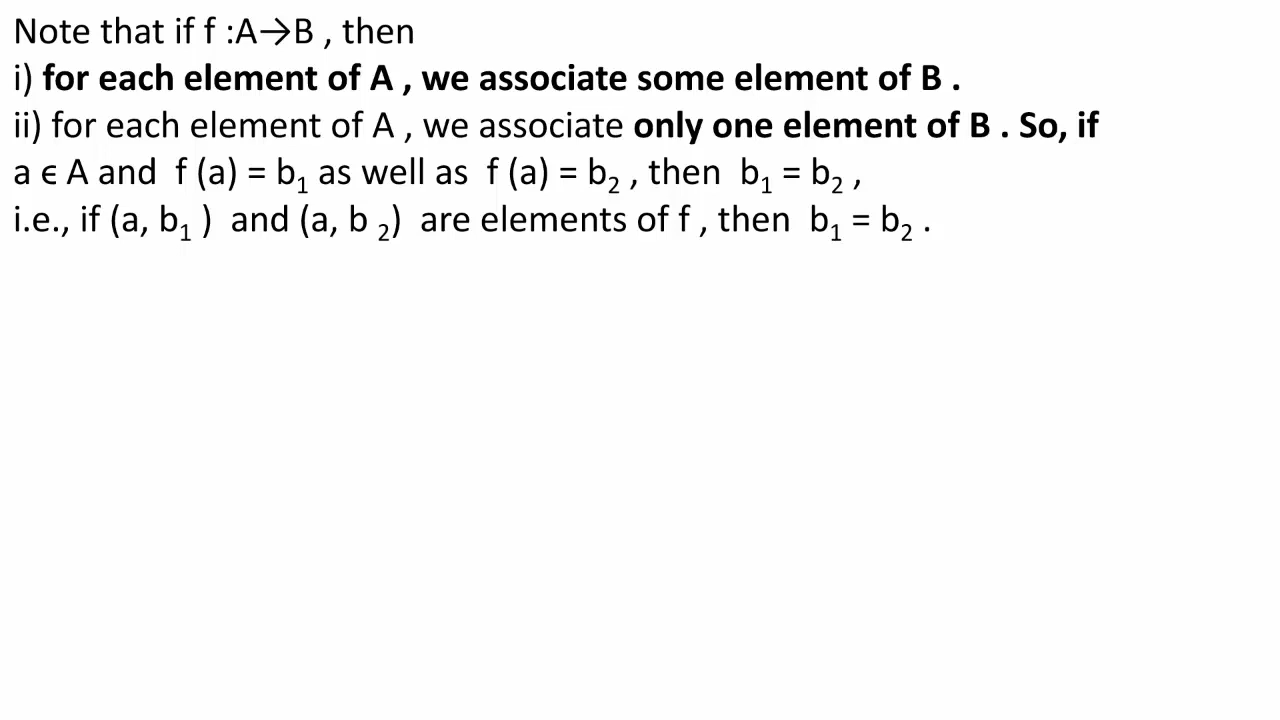 Note that if f :A→B , then
i) for each element of A , we associate some element of B .
ii) for each element of A , we associate only one element of B . So, if
a ϵ A and f (a) = b₁ as well as f (a) = b₂ , then b₁ = b₂ ,
i.e., if (a, b₁ ) and (a, b ₂) are elements of f , then b₁ = b₂ .